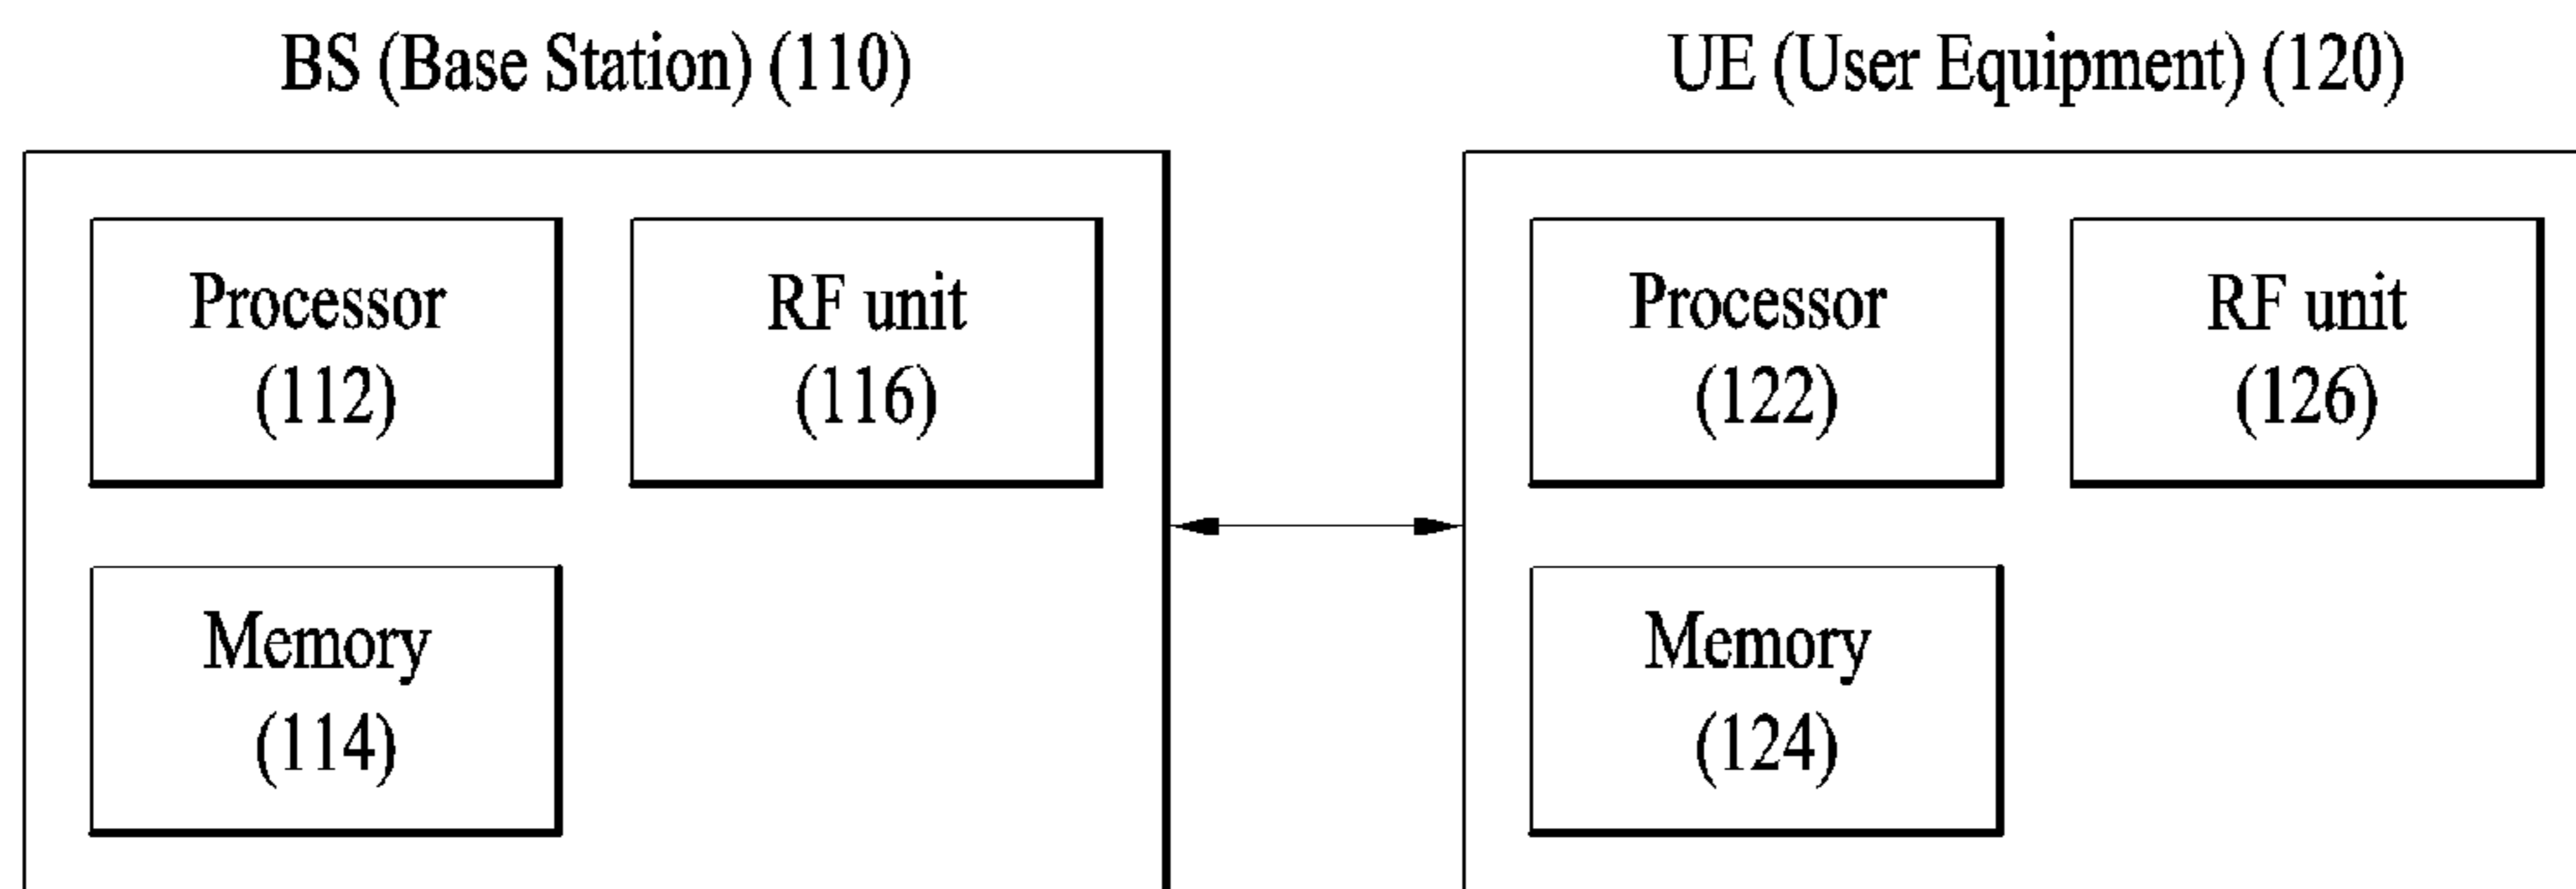 BS (Base Station) (110)
UE (User Equipment) (120)
Processor
(112)
RF unit
(116)
Memory
(114)
Processor
(122)
RF unit
(126)
Memory
(124)